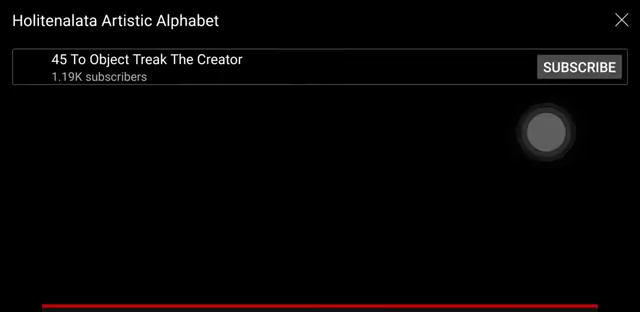 Holitenalata Artistic Alphabet
45 To Object Treak The Creator
1.19K subscribers
SUBSCRIBE